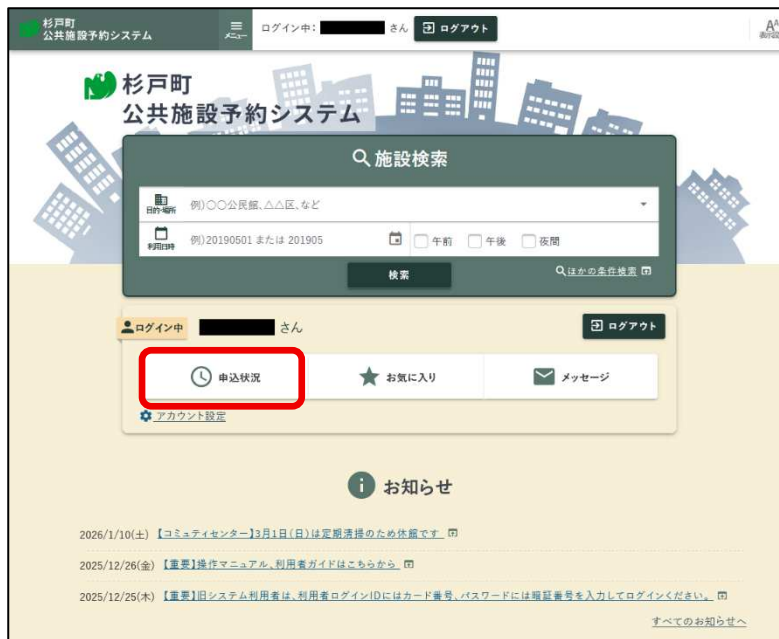 杉戸町
公共施設予約システム
メニュー
ログイン中:
さん
ログアウト
AA
杉戸町
公共施設予約システム
施設検索
目的・場所
例)〇〇公民館、△△区、など
利用日時
例)20190501 または 201905
午前
午後
夜間
検索
ほかの条件検索
ログイン中
さん
ログアウト
申込状況
お気に入り
メッセージ
アカウント設定
お知らせ
2026/1/10(土) 【コミュティセンター】3月1日(日)は定期清掃のため休館です
2025/12/26(金) 【重要】操作マニュアル、利用者ガイドはこちらから
2025/12/25(木) 【重要】旧システム利用者は、利用者ログインIDにはカード番号、パスワードには暗証番号を入力してログインください。
すべてのお知らせへ